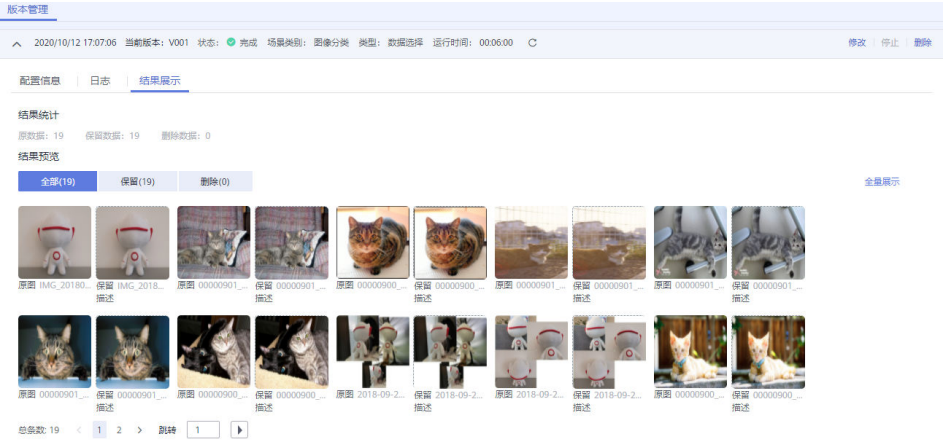 版本管理
2020/10/12 17:07:06 当前版本: V001 状态: 完成 场景类别: 图像分类 类型: 数据选择 运行时间: 00:06:00 修改 停止 删除
配置信息 日志 结果展示
结果统计
原数据: 19 保留数据: 19 删除数据: 0
结果预览
全部(19) 保留(19) 删除(0) 全量展示
原图 IMG_20180... 保留 IMG_2018... 原图 00000901_... 保留 00000901_... 原图 00000900_... 保留 00000900_... 原图 00000901_... 保留 00000901_... 原图 00000901_... 保留 00000901_...
描述 描述 描述 描述 描述
原图 00000901_... 保留 00000901_... 原图 00000900_... 保留 00000900_... 原图 2018-09-2... 保留 2018-09-2... 原图 2018-09-2... 保留 2018-09-2... 原图 00000900_... 保留 00000900_...
描述 描述 描述 描述 描述
总条数: 19 < 1 2 > 跳转 1